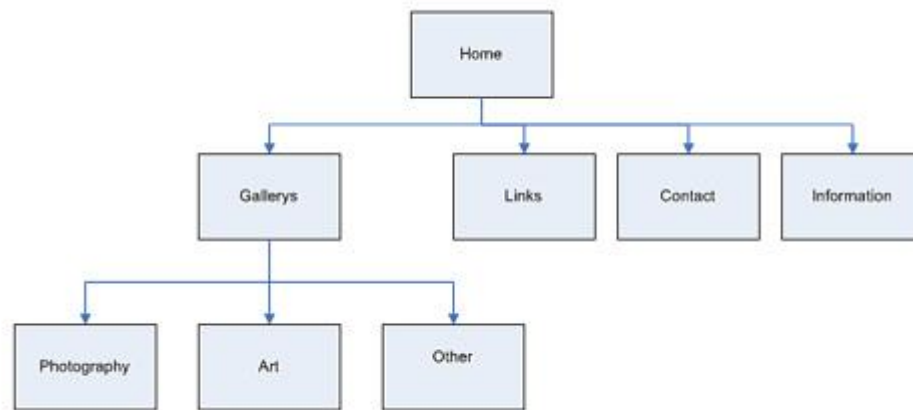 Home
Gallerys
Links
Contact
Information
Photography
Art
Other